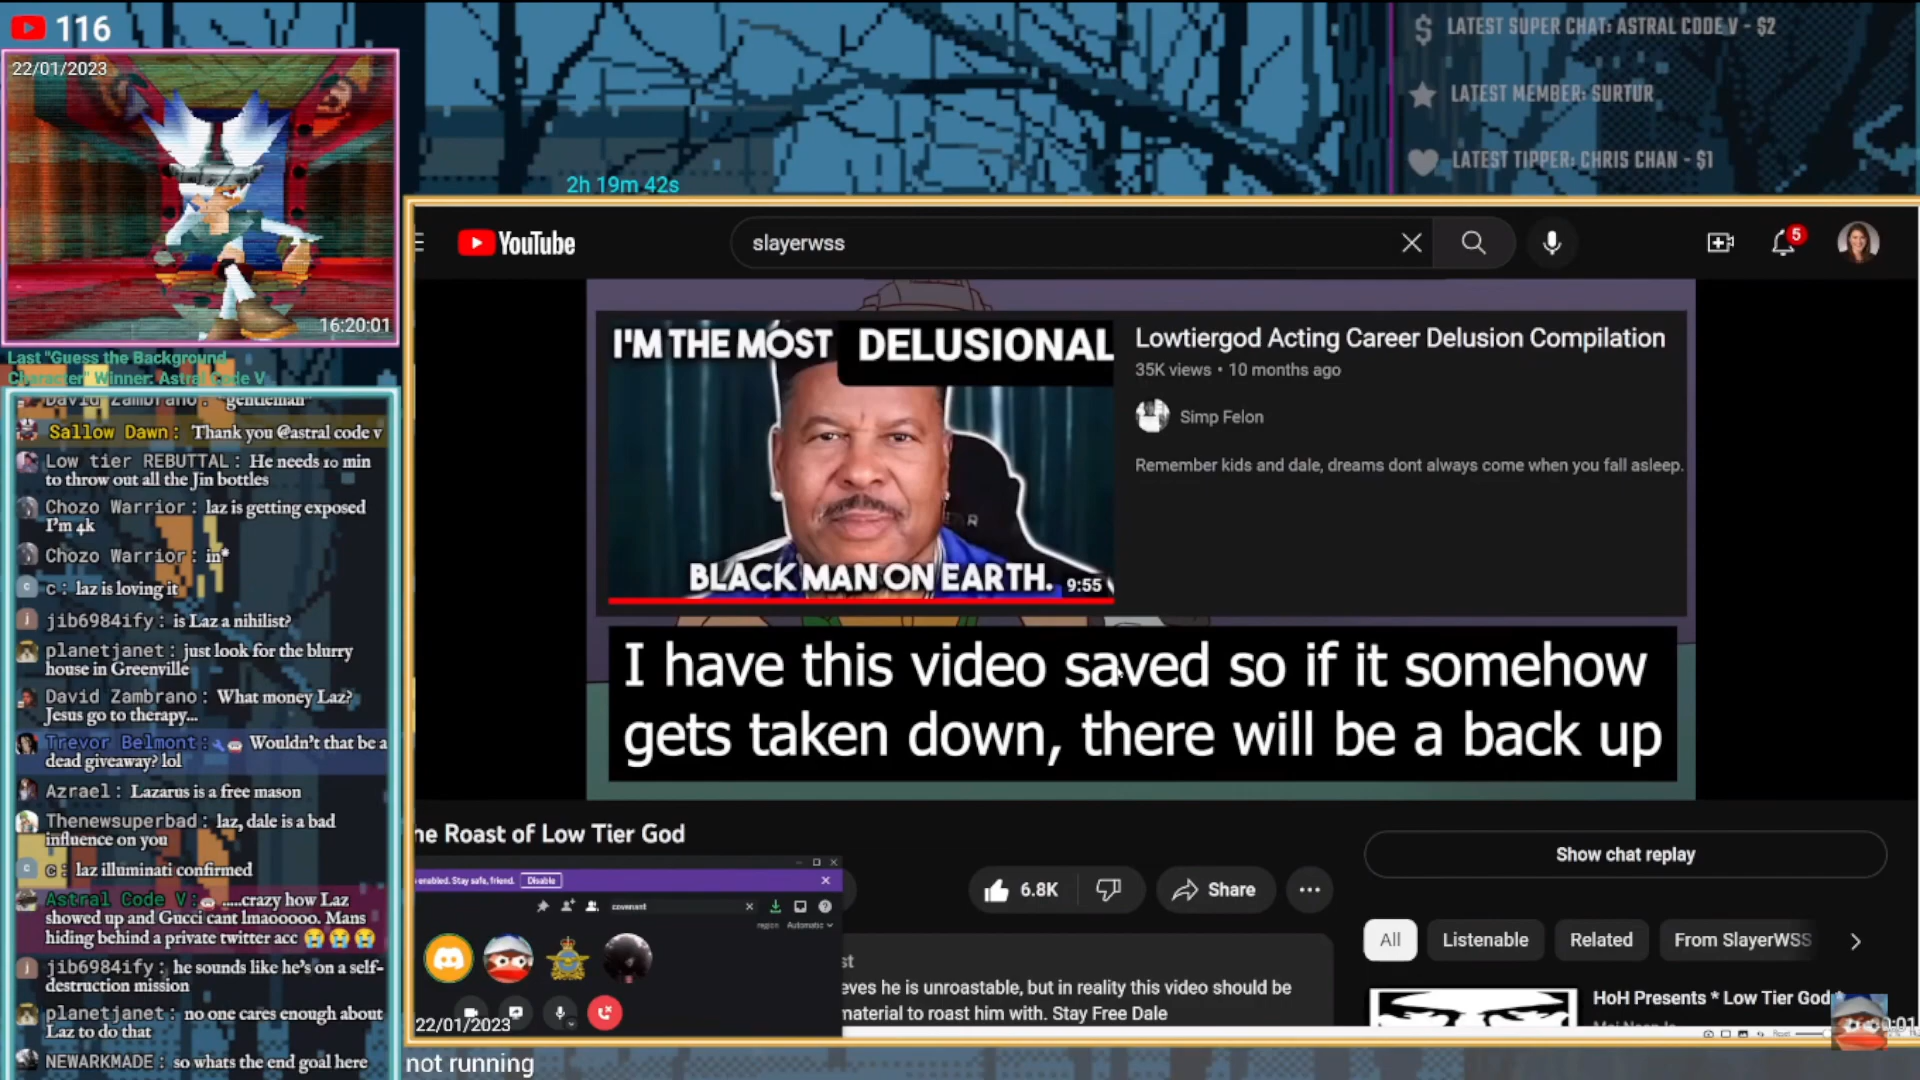 116
22/01/2023
16:20:01
Last "Guess the Background
Character" Winner: Astral Code V
2h 19m 42s
LATEST SUPER CHAT: ASTRAL CODE V - $2
LATEST MEMBER: SURTUR
LATEST TIPPER: CHRIS CHAN - $1
David Zambrano: "gentleman"
Sallow Dawn: Thank you @astral code v
Low tier REBUTTAL: He needs 10 min
to throw out all the Jin bottles
Chozo Warrior: laz is getting exposed
I'm 4k
Chozo Warrior: in*
c: laz is loving it
jib6984ify: is Laz a nihilist?
planetjanet: just look for the blurry
house in Greenville
David Zambrano: What money Laz?
Jesus go to therapy...
Trevor Belmont: Wouldn't that be a
dead giveaway? lol
Azrael: Lazarus is a free mason
Thenewsuperbad: laz, dale is a bad
influence on you
c: laz illuminati confirmed
Astral Code V: .....crazy how Laz
showed up and Gucci cant lmaooooo. Mans
hiding behind a private twitter acc 😭😭😭
jib6984ify: he sounds like he's on a self-
destruction mission
planetjanet: no one cares enough about
Laz to do that
NEWARKMADE: so whats the end goal here
YouTube
slayerwss
5
I'M THE MOST DELUSIONAL
BLACK MAN ON EARTH.
9:55
Lowtiergod Acting Career Delusion Compilation
35K views • 10 months ago
Simp Felon
Remember kids and dale, dreams dont always come when you fall asleep.
I have this video saved so if it somehow
gets taken down, there will be a back up
he Roast of Low Tier God
6.8K
Share
Show chat replay
All
Listenable
Related
From SlayerWSS
enabled. Stay safe, friend. Disable
covenant
region Automatic
st
eves he is unroastable, but in reality this video should be
material to roast him with. Stay Free Dale
HoH Presents * Low Tier God *
22/01/2023
not running